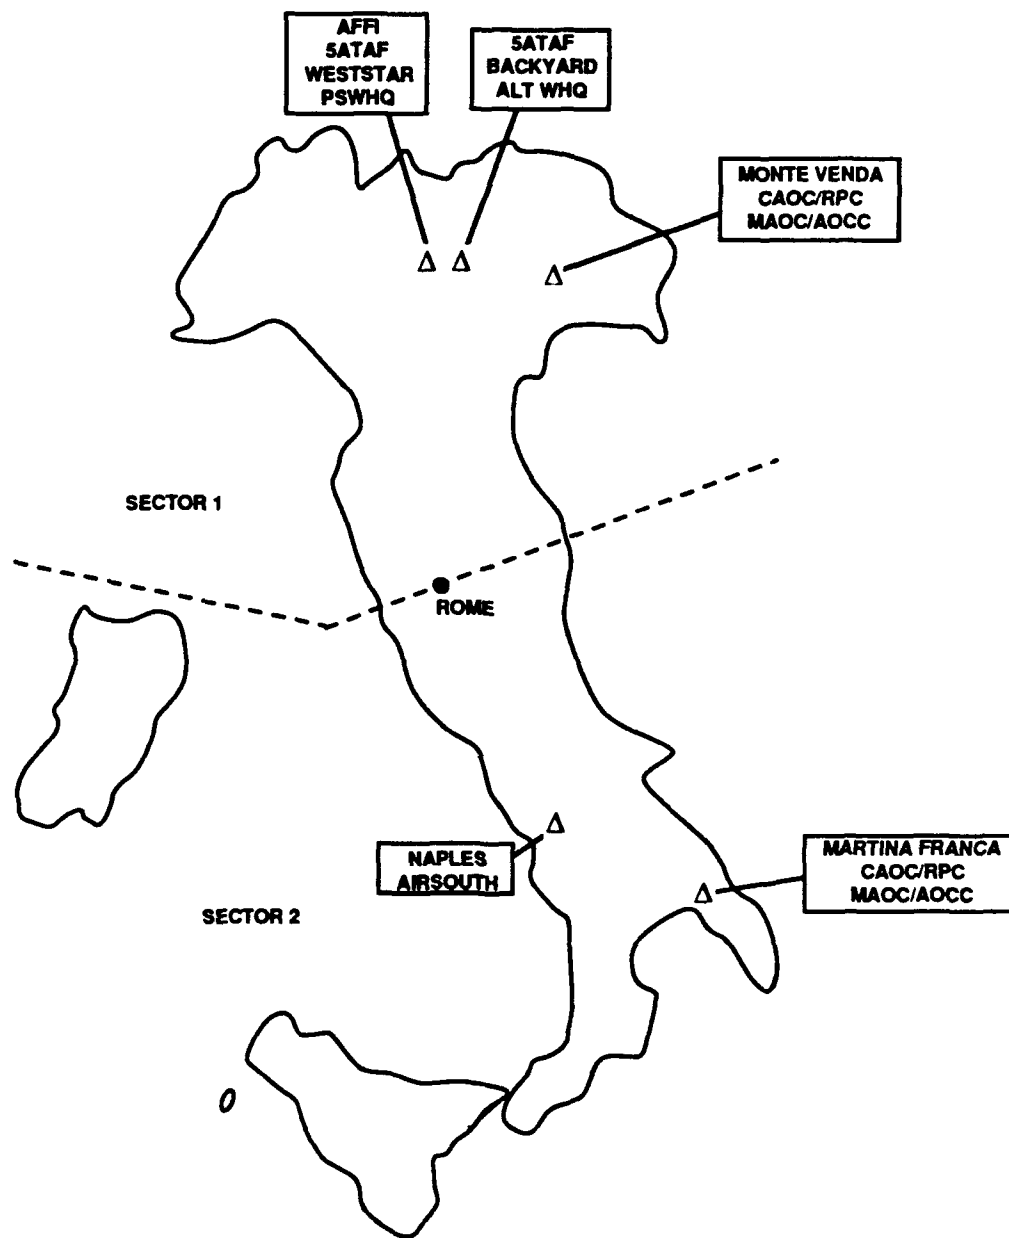 AFFI
5ATAF
WESTSTAR
PSWHQ
5ATAF
BACKYARD
ALT WHQ
MONTE VENDA
CAOC/RPC
MAOC/AOCC
SECTOR 1
ROME
NAPLES
AIRSOUTH
MARTINA FRANCA
CAOC/RPC
MAOC/AOCC
SECTOR 2